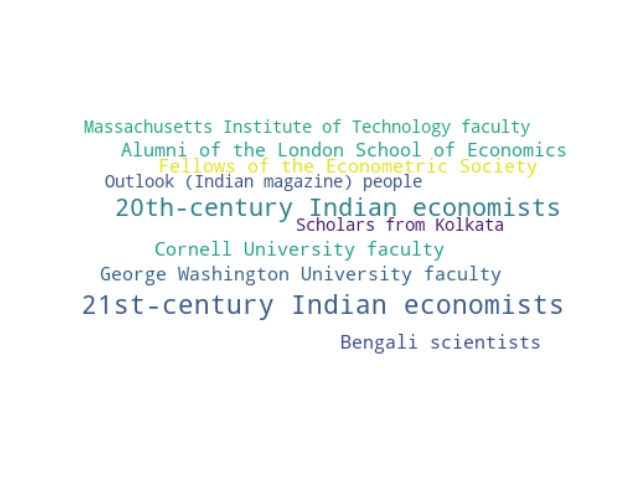 Massachusetts Institute of Technology faculty
Alumni of the London School of Economics
Fellows of the Econometric Society
Outlook (Indian magazine) people
20th-century Indian economists
Scholars from Kolkata
Cornell University faculty
George Washington University faculty
21st-century Indian economists
Bengali scientists